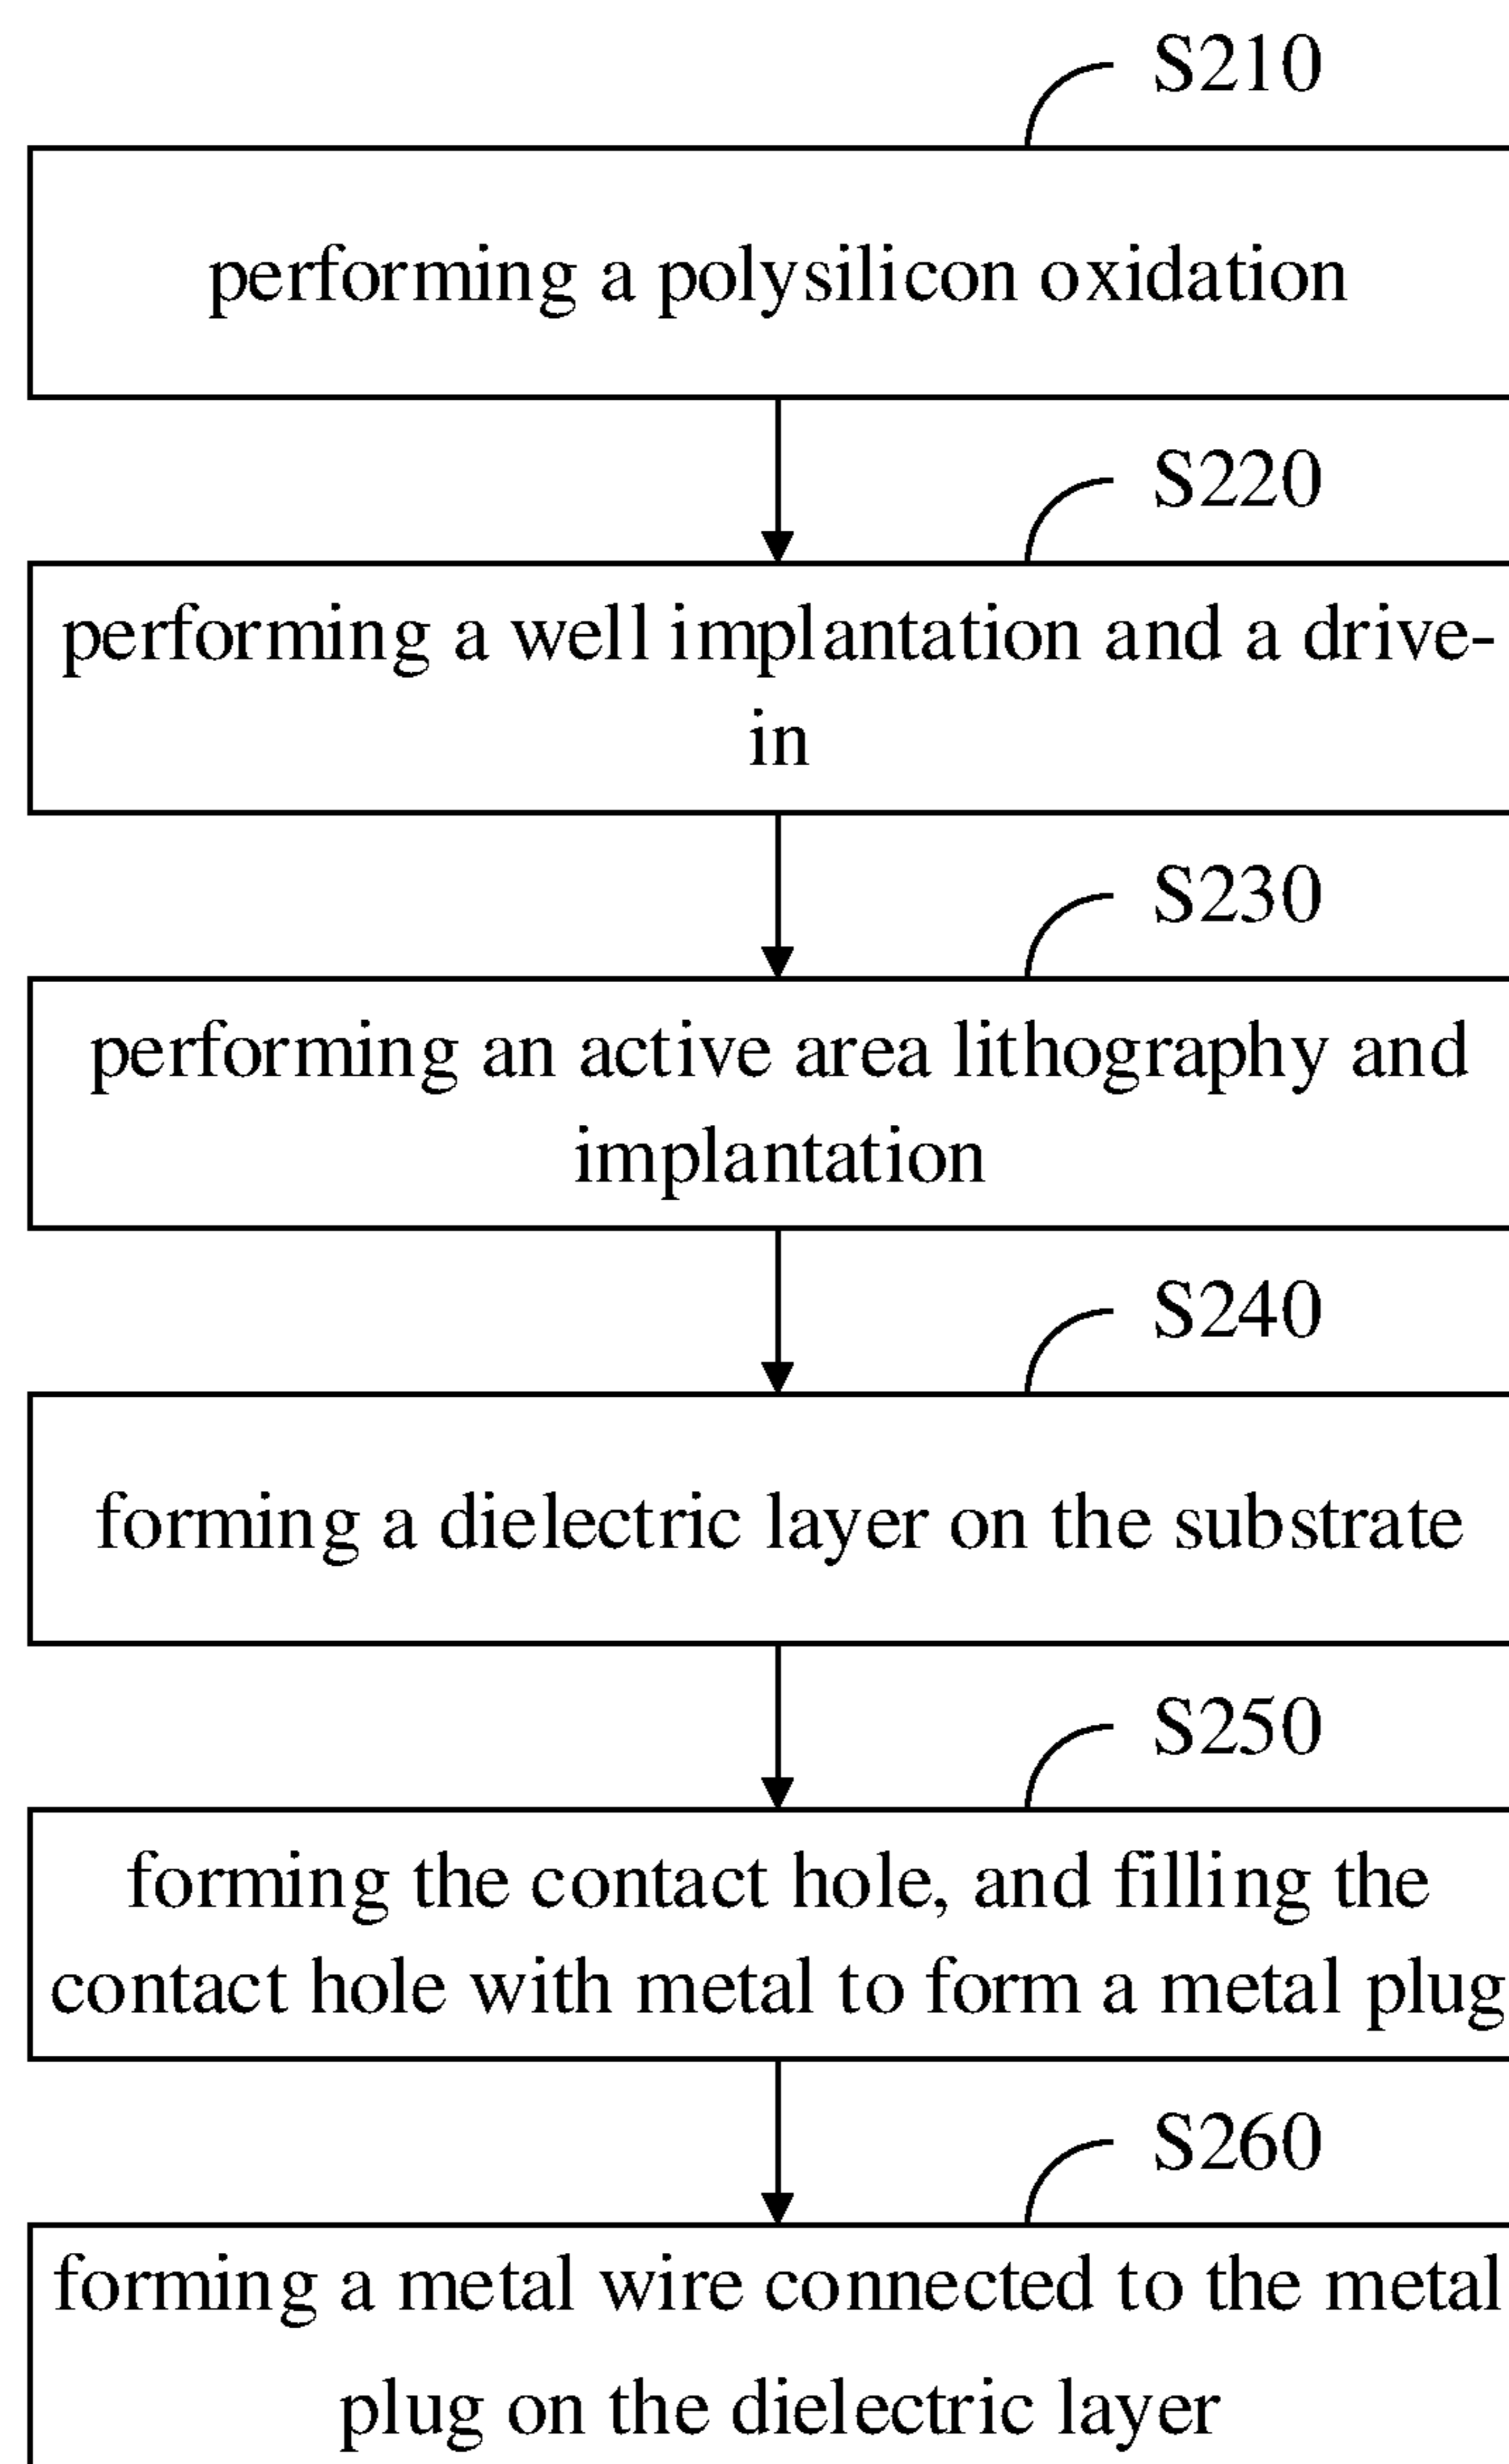 S210
performing a polysilicon oxidation
S220
performing a well implantation and a drive-
in
S230
performing an active area lithography and
implantation
S240
forming a dielectric layer on the substrate
S250
forming the contact hole, and filling the
contact hole with metal to form a metal plug
S260
forming a metal wire connected to the metal
plug on the dielectric layer